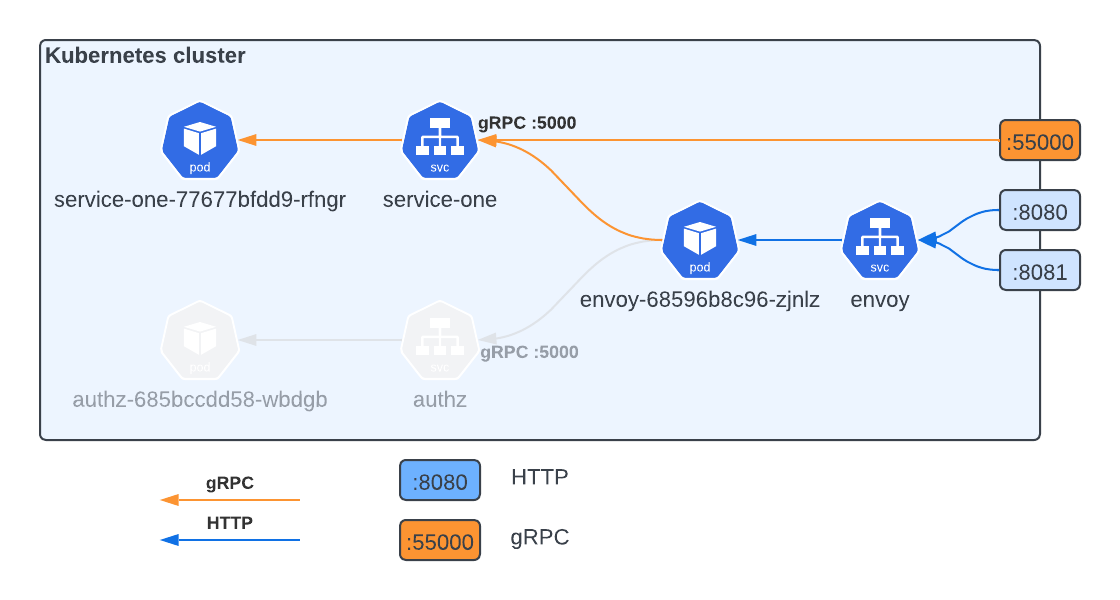 Kubernetes cluster
pod
service-one-77677bfdd9-rfngr
svc
service-one
gRPC :5000
:55000
:8080
:8081
pod
envoy-68596b8c96-zjnlz
svc
envoy
pod
authz-685bccdd58-wbdgb
svc
authz
gRPC :5000
gRPC
HTTP
:8080
HTTP
:55000
gRPC